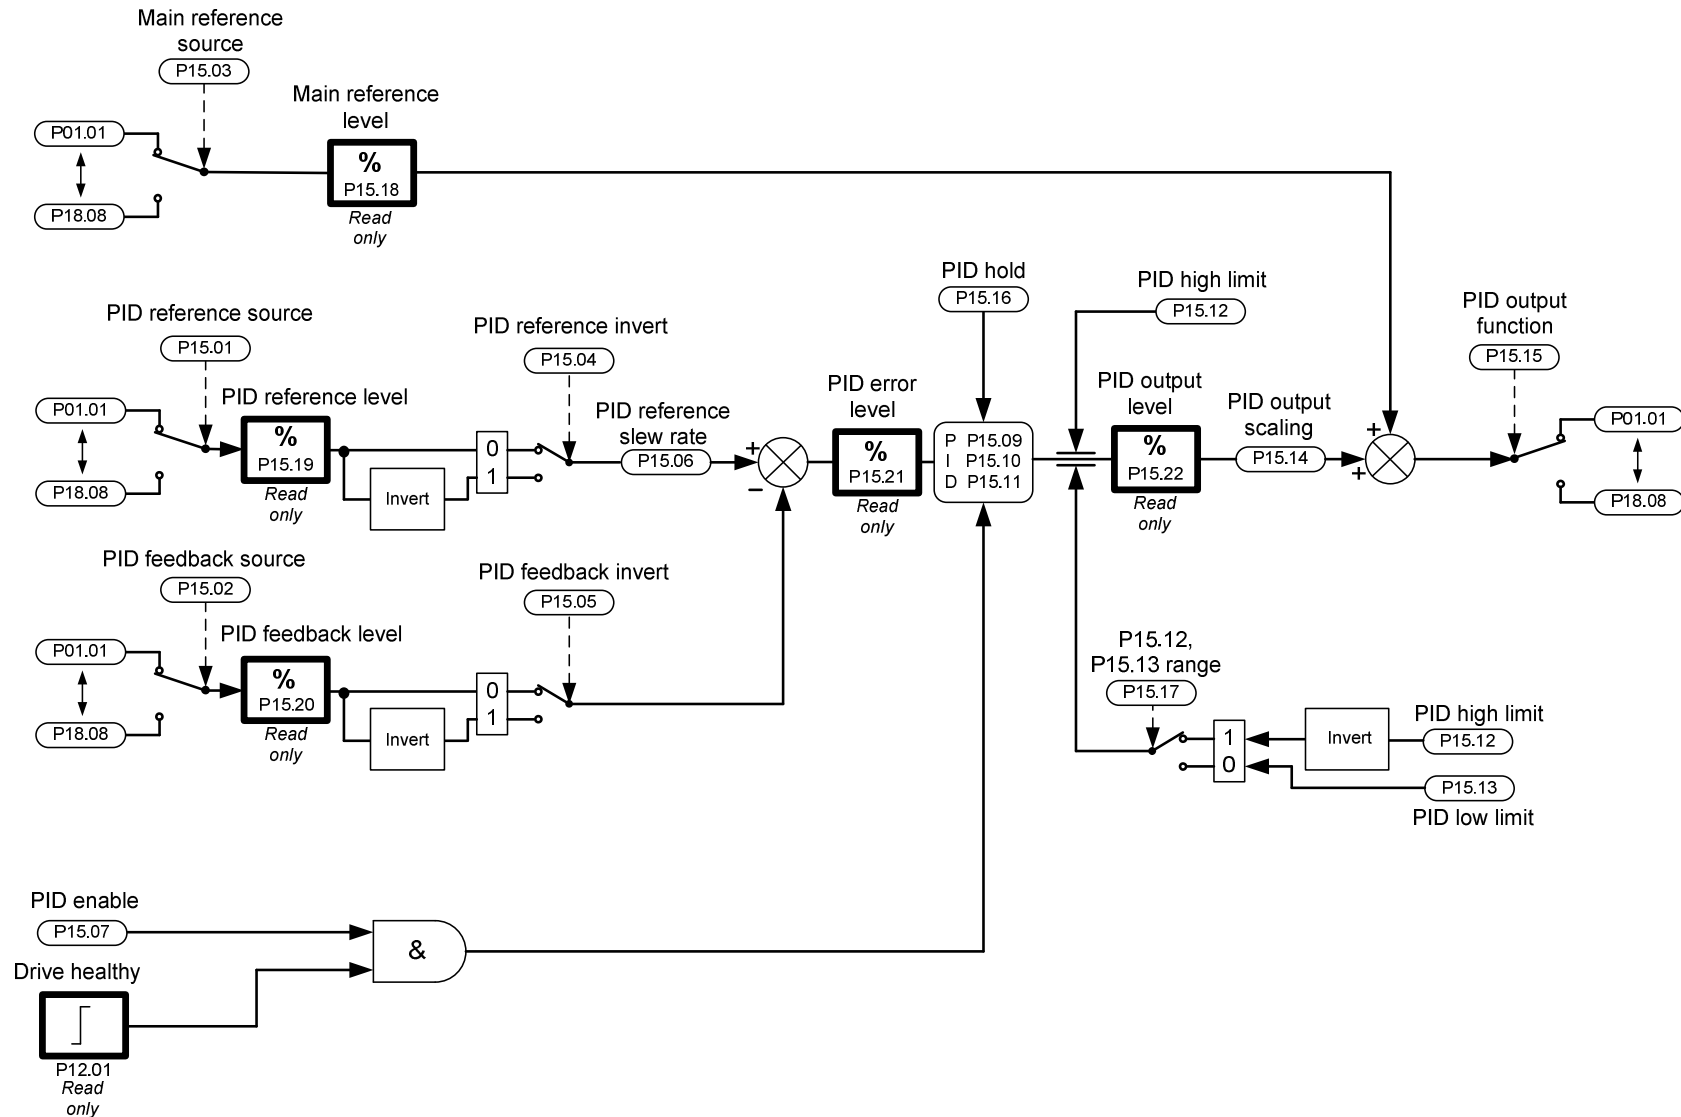 Main reference
source
P15.03
Main reference
level
P01.01
P18.08
%
P15.18
Read
only
PID reference source
P15.01
P01.01
P18.08
PID reference level
%
P15.19
Read
only
Invert
0
1
PID reference invert
P15.04
PID reference
slew rate
P15.06
+
−
PID error
level
%
P15.21
Read
only
PID hold
P15.16
P P15.09
I P15.10
D P15.11
PID high limit
P15.12
PID output
level
%
P15.22
Read
only
PID output
scaling
P15.14
+
+
PID output
function
P15.15
P01.01
P18.08
PID feedback source
P15.02
P01.01
P18.08
PID feedback level
%
P15.20
Read
only
Invert
0
1
PID feedback invert
P15.05
P15.12,
P15.13 range
P15.17
1
0
Invert
PID high limit
P15.12
P15.13
PID low limit
PID enable
P15.07
&
Drive healthy
P12.01
Read
only